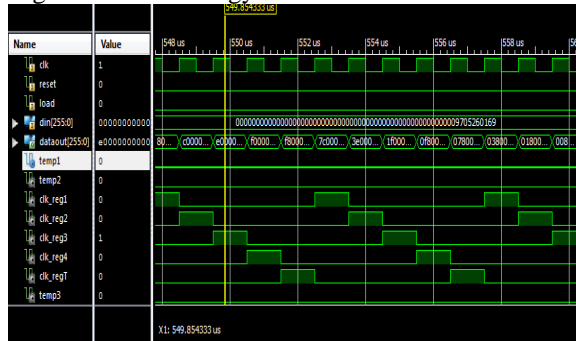 549.854333 us
Name Value 548 us 550 us 552 us 554 us 556 us 558 us 56
clk 1
reset 0
load 0
din[255:0] 0000000000
dataout[255:0] e000000000 80... c0000... e0000... f0000... f8000... 7c000... 3e000... 1f000... 0f800... 07800... 03800... 01800... 008...
temp1 0
temp2 0
clk_reg1 0
clk_reg2 0
clk_reg3 1
clk_reg4 0
clk_regT 0
temp3 0
X1: 549.854333 us